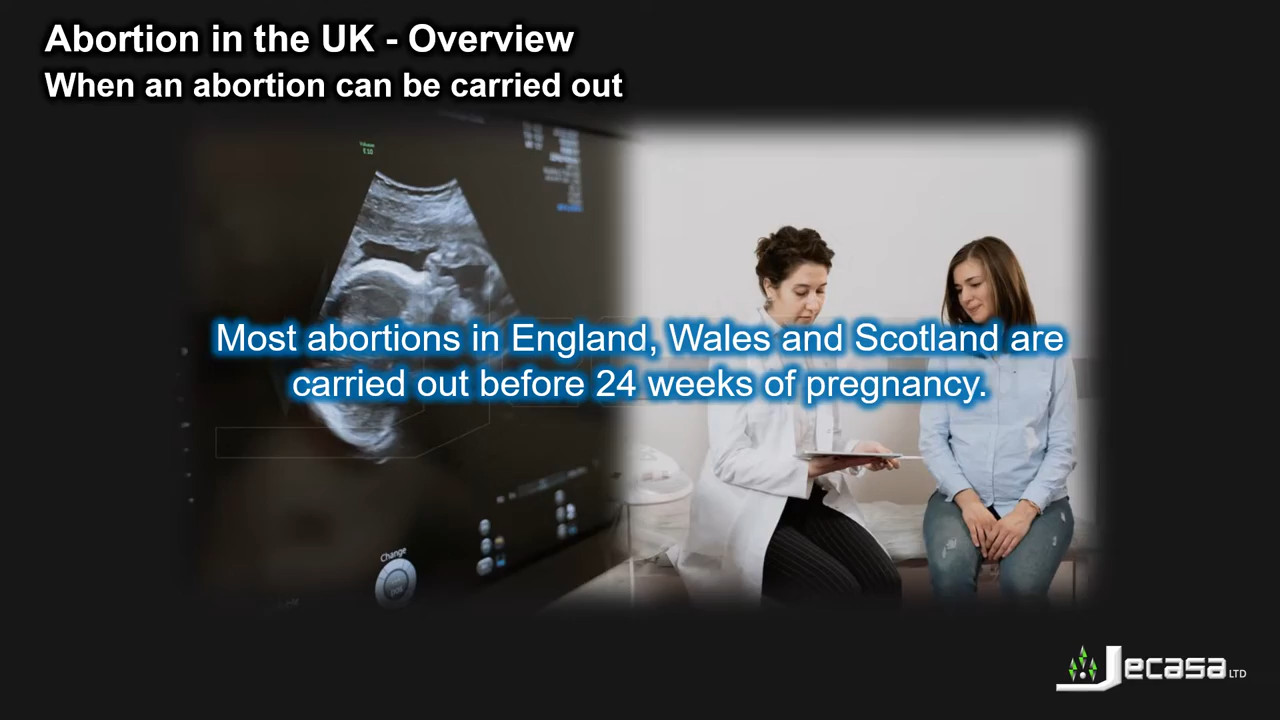 Abortion in the UK - Overview
When an abortion can be carried out
Most abortions in England, Wales and Scotland are
carried out before 24 weeks of pregnancy.
Change
Jecasa LTD